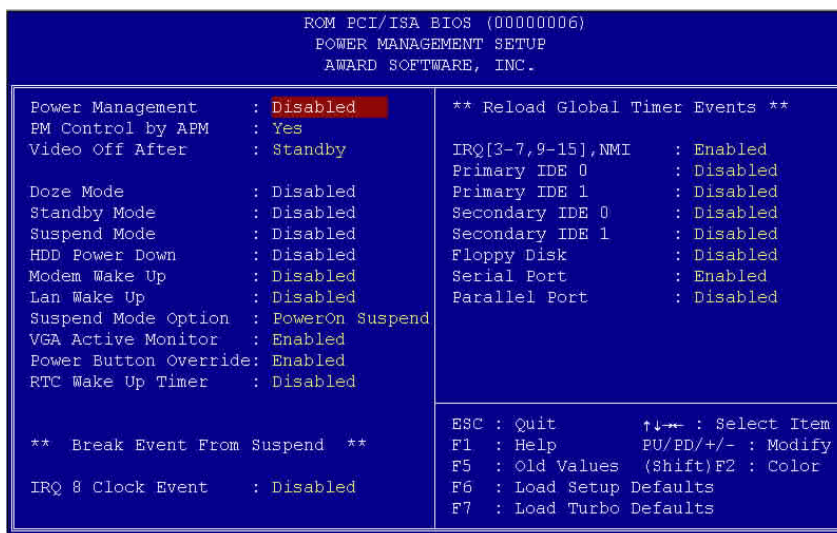 ROM PCI/ISA BIOS (00000006)
POWER MANAGEMENT SETUP
AWARD SOFTWARE, INC.
Power Management : Disabled
PM Control by APM : Yes
Video Off After : Standby
Doze Mode : Disabled
Standby Mode : Disabled
Suspend Mode : Disabled
HDD Power Down : Disabled
Modem Wake Up : Disabled
Lan Wake Up : Disabled
Suspend Mode Option : PowerOn Suspend
VGA Active Monitor : Enabled
Power Button Override: Enabled
RTC Wake Up Timer : Disabled
** Break Event From Suspend **
IRQ 8 Clock Event : Disabled
** Reload Global Timer Events **
IRQ[3-7,9-15],NMI : Enabled
Primary IDE 0 : Disabled
Primary IDE 1 : Disabled
Secondary IDE 0 : Disabled
Secondary IDE 1 : Disabled
Floppy Disk : Disabled
Serial Port : Enabled
Parallel Port : Disabled
ESC : Quit ↑↓→← : Select Item
F1 : Help PU/PD/+/- : Modify
F5 : Old Values (Shift)F2 : Color
F6 : Load Setup Defaults
F7 : Load Turbo Defaults